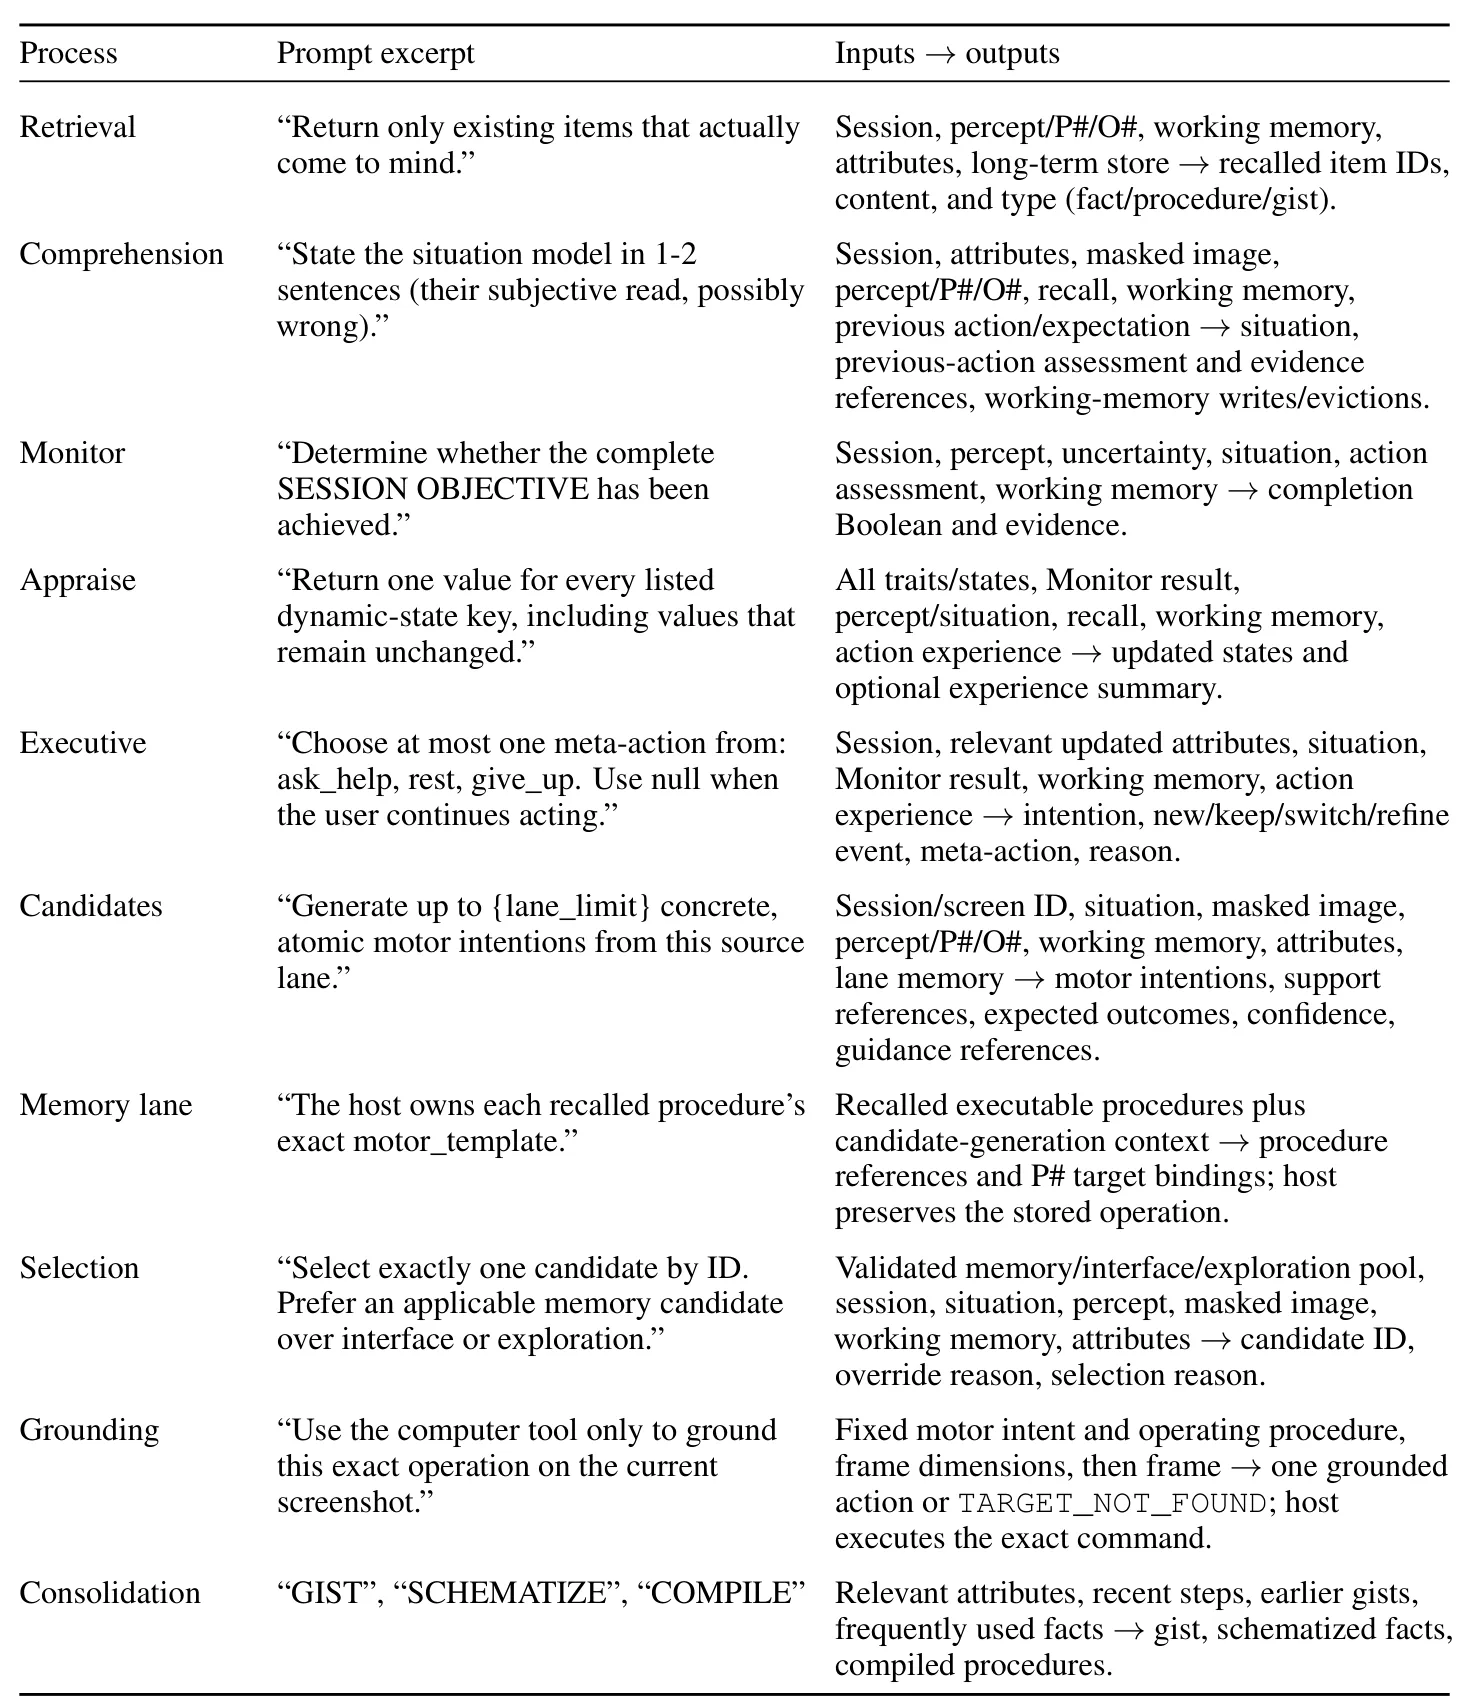 Process Prompt excerpt Inputs → outputs
Retrieval “Return only existing items that actually Session, percept/P#/O#, working memory,
come to mind.” attributes, long-term store → recalled item IDs,
content, and type (fact/procedure/gist).
Comprehension “State the situation model in 1-2 Session, attributes, masked image,
sentences (their subjective read, possibly percept/P#/O#, recall, working memory,
wrong).” previous action/expectation → situation,
previous-action assessment and evidence
references, working-memory writes/evictions.
Monitor “Determine whether the complete Session, percept, uncertainty, situation, action
SESSION OBJECTIVE has been assessment, working memory → completion
achieved.” Boolean and evidence.
Appraise “Return one value for every listed All traits/states, Monitor result,
dynamic-state key, including values that percept/situation, recall, working memory,
remain unchanged.” action experience → updated states and
optional experience summary.
Executive “Choose at most one meta-action from: Session, relevant updated attributes, situation,
ask_help, rest, give_up. Use null when Monitor result, working memory, action
the user continues acting.” experience → intention, new/keep/switch/refine
event, meta-action, reason.
Candidates “Generate up to {lane_limit} concrete, Session/screen ID, situation, masked image,
atomic motor intentions from this source percept/P#/O#, working memory, attributes,
lane.” lane memory → motor intentions, support
references, expected outcomes, confidence,
guidance references.
Memory lane “The host owns each recalled procedure’s Recalled executable procedures plus
exact motor_template.” candidate-generation context → procedure
references and P# target bindings; host
preserves the stored operation.
Selection “Select exactly one candidate by ID. Validated memory/interface/exploration pool,
Prefer an applicable memory candidate session, situation, percept, masked image,
over interface or exploration.” working memory, attributes → candidate ID,
override reason, selection reason.
Grounding “Use the computer tool only to ground Fixed motor intent and operating procedure,
this exact operation on the current frame dimensions, then frame → one grounded
screenshot.” action or TARGET_NOT_FOUND; host
executes the exact command.
Consolidation “GIST”, “SCHEMATIZE”, “COMPILE” Relevant attributes, recent steps, earlier gists,
frequently used facts → gist, schematized facts,
compiled procedures.